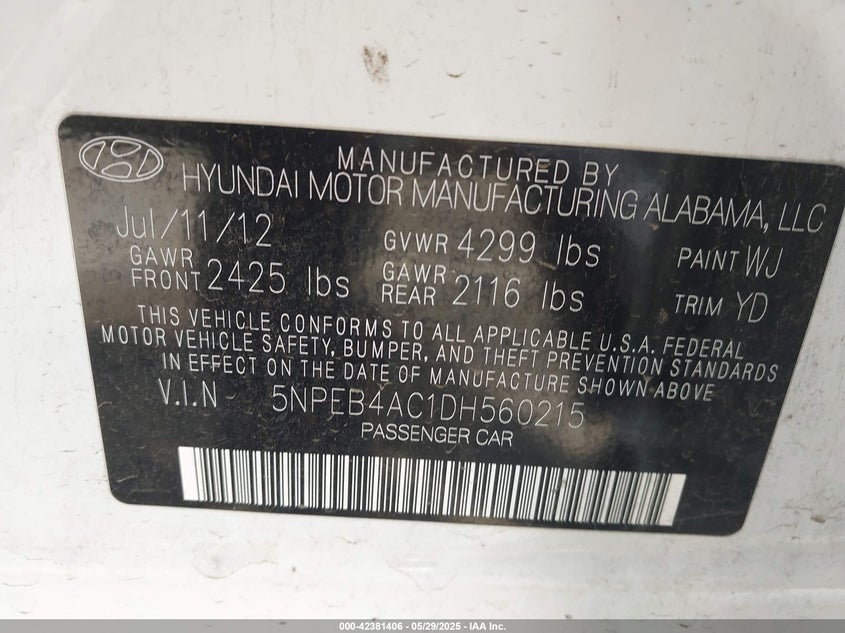 MANUFACTURED BY
HYUNDAI MOTOR MANUFACTURING ALABAMA, LLC
Jul/11/12 GVWR 4299 lbs PAINT WJ
GAWR FRONT 2425 lbs GAWR REAR 2116 lbs TRIM YD
THIS VEHICLE CONFORMS TO ALL APPLICABLE U.S.A. FEDERAL
MOTOR VEHICLE SAFETY, BUMPER, AND THEFT PREVENTION STANDARDS
IN EFFECT ON THE DATE OF MANUFACTURE SHOWN ABOVE
V.I.N 5NPEB4AC1DH560215
PASSENGER CAR
000-42381406 - 05/29/2025 - IAA Inc.